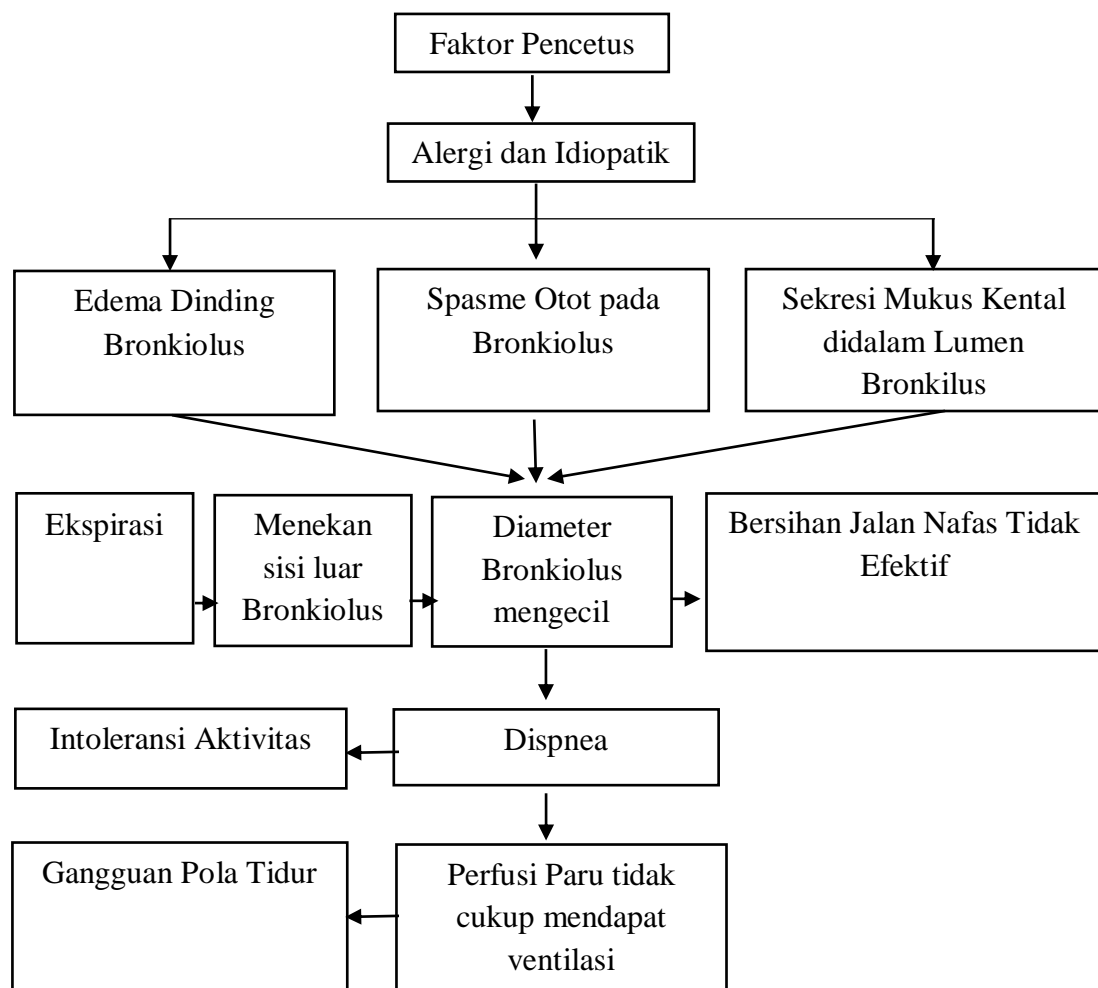 Faktor Pencetus
Alergi dan Idiopatik
Edema Dinding
Bronkiolus
Spasme Otot pada
Bronkiolus
Sekresi Mukus Kental
didalam Lumen
Bronkilus
Ekspirasi
Menekan
sisi luar
Bronkiolus
Diameter
Bronkiolus
mengecil
Bersihan Jalan Nafas Tidak
Efektif
Intoleransi Aktivitas
Dispnea
Gangguan Pola Tidur
Perfusi Paru tidak
cukup mendapat
ventilasi